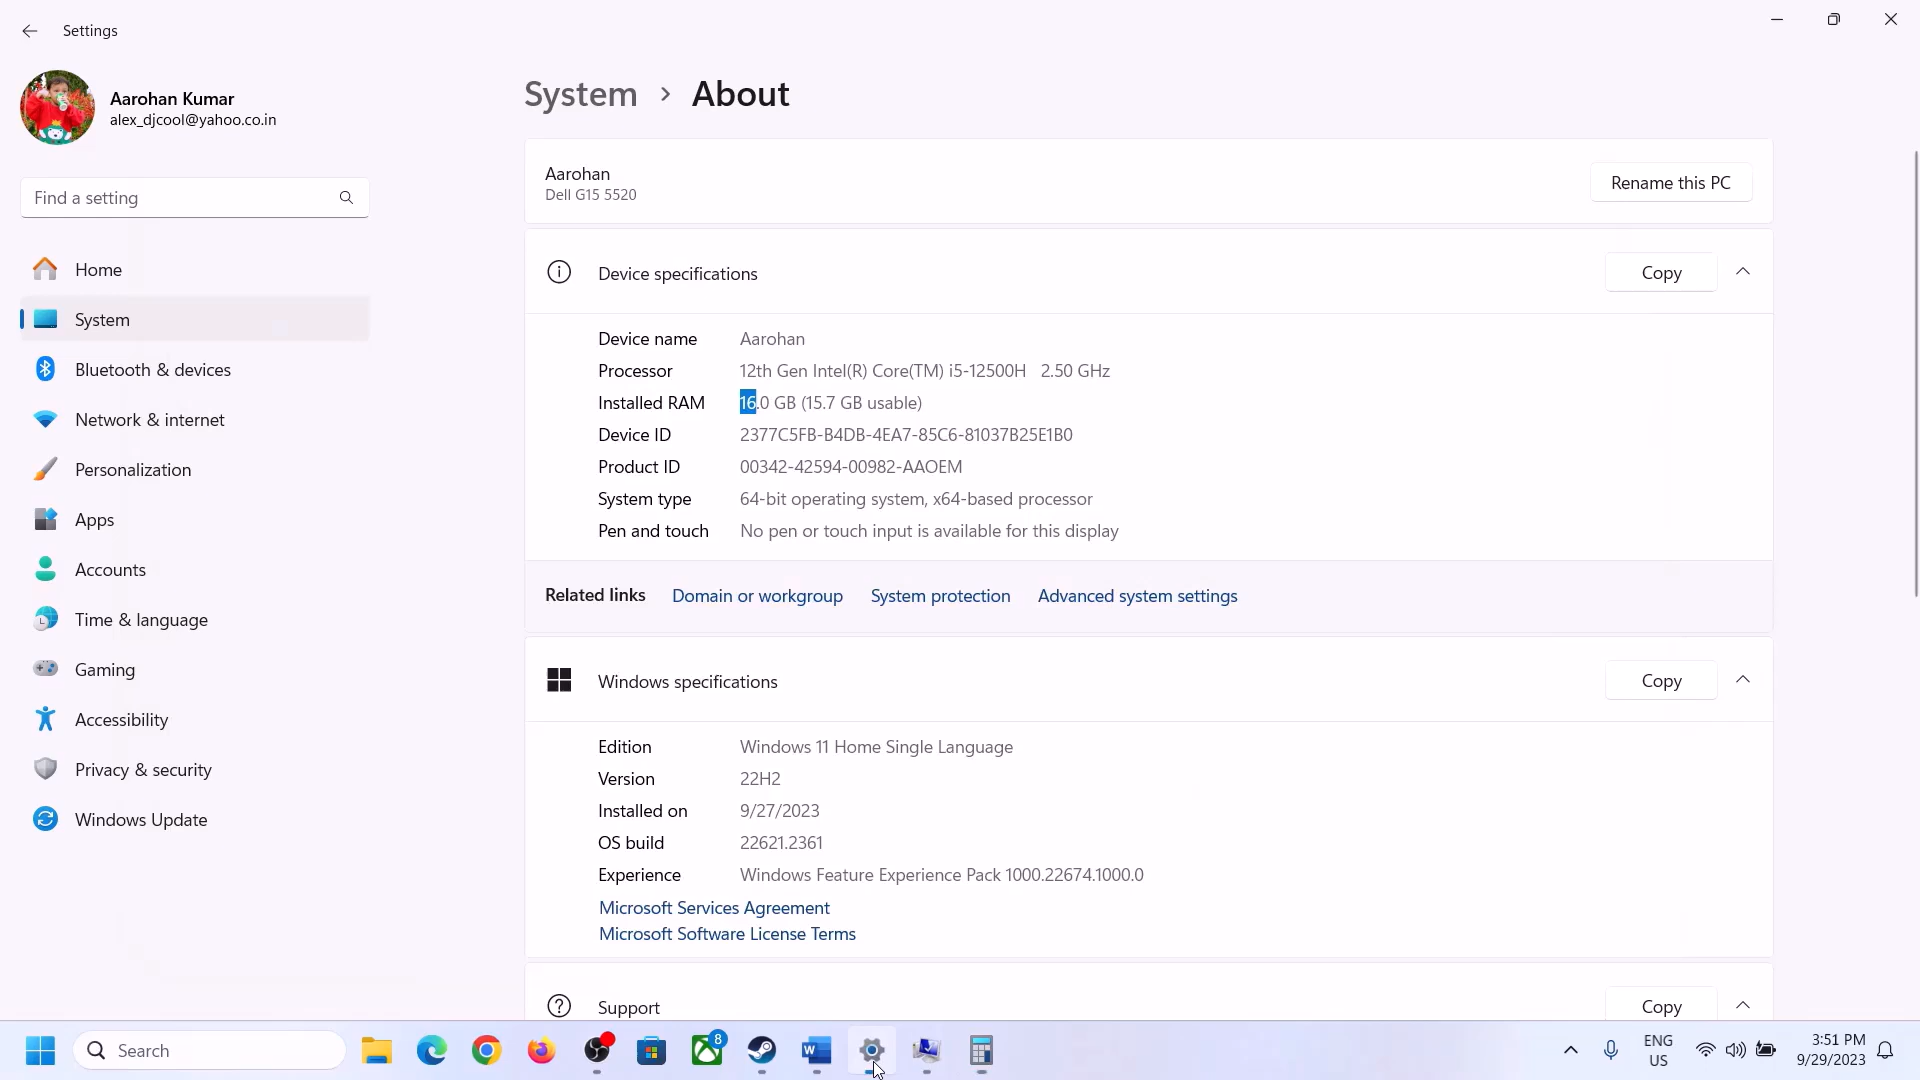 Settings
Aarohan Kumar
alex_djcool@yahoo.co.in
Find a setting
Home
System
Bluetooth & devices
Network & internet
Personalization
Apps
Accounts
Time & language
Gaming
Accessibility
Privacy & security
Windows Update
System > About
Aarohan
Dell G15 5520
Rename this PC
Device specifications
Copy
Device name Aarohan
Processor 12th Gen Intel(R) Core(TM) i5-12500H 2.50 GHz
Installed RAM 16.0 GB (15.7 GB usable)
Device ID 2377C5FB-B4DB-4EA7-85C6-81037B25E1B0
Product ID 00342-42594-00982-AAOEM
System type 64-bit operating system, x64-based processor
Pen and touch No pen or touch input is available for this display
Related links Domain or workgroup System protection Advanced system settings
Windows specifications
Copy
Edition Windows 11 Home Single Language
Version 22H2
Installed on 9/27/2023
OS build 22621.2361
Experience Windows Feature Experience Pack 1000.22674.1000.0
Microsoft Services Agreement
Microsoft Software License Terms
Support
Copy
Search
8
W
ENG
US
3:51 PM
9/29/2023